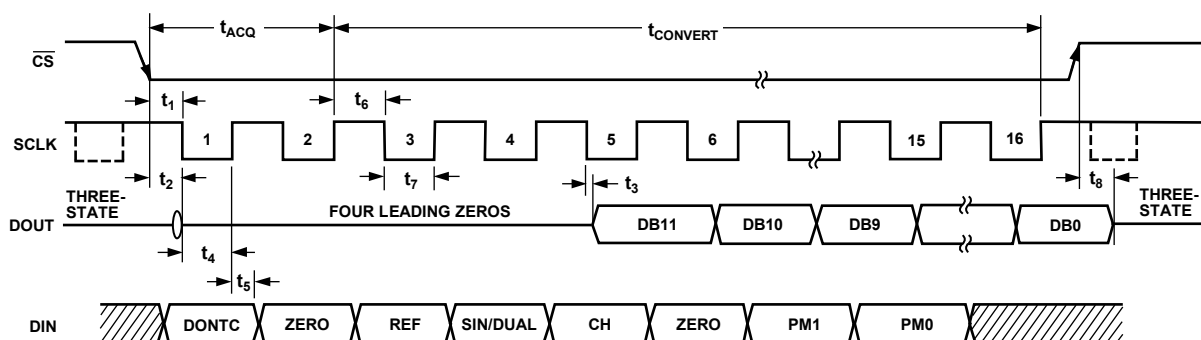 tACQ tCONVERT
CS
t1 t6
SCLK 1 2 3 4 5 6 15 16
t2 t7 t3 t8
THREE-
STATE
FOUR LEADING ZEROS
THREE-
STATE
DOUT DB11 DB10 DB9 DB0
t4
t5
DIN DONTC ZERO REF SIN/DUAL CH ZERO PM1 PM0